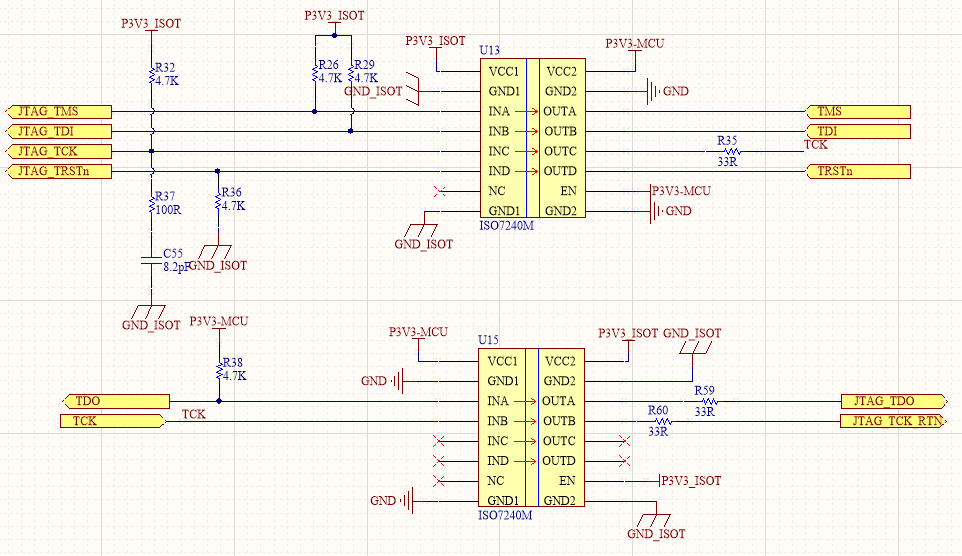 P3V3_ISOT
P3V3_ISOT
P3V3_ISOT
P3V3-MCU
U13
R32
4.7K
R26
4.7K
R29
4.7K
GND_ISOT
VCC1
VCC2
GND1
GND2
GND
JTAG_TMS
INA
OUTA
TMS
JTAG_TDI
INB
OUTB
TDI
JTAG_TCK
INC
OUTC
R35
33R
TCK
JTAG_TRSTn
IND
OUTD
TRSTn
NC
EN
P3V3-MCU
GND1
GND2
GND
R37
100R
R36
4.7K
GND_ISOT
ISO7240M
C55
8.2pF
GND_ISOT
GND_ISOT
P3V3-MCU
P3V3-MCU
U15
P3V3_ISOT
GND_ISOT
R38
4.7K
VCC1
VCC2
GND
GND1
GND2
TDO
INA
OUTA
R59
33R
JTAG_TDO
TCK
TCK
INB
OUTB
R60
33R
JTAG_TCK_RTN
INC
OUTC
IND
OUTD
NC
EN
P3V3_ISOT
GND
GND1
GND2
ISO7240M
GND_ISOT